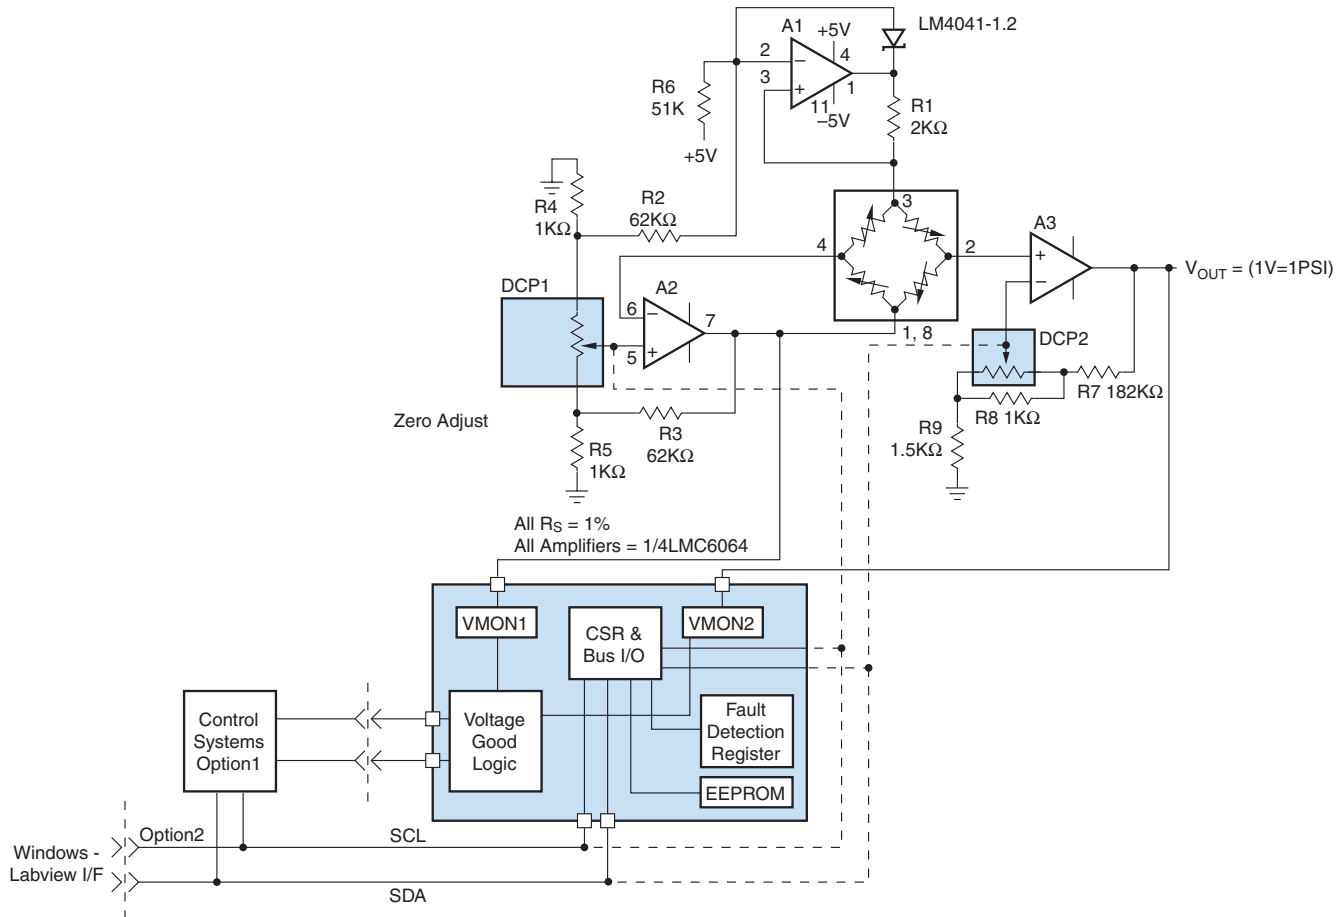 LM4041-1.2
A1
+5V
2
4
3
1
11
–5V
R6
51K
+5V
R1
2KΩ
R4
1KΩ
R2
62KΩ
3
4
2
A3
VOUT = (1V=1PSI)
DCP1
A2
6
7
5
1, 8
DCP2
R7 182KΩ
R8 1KΩ
Zero Adjust
R3
62KΩ
R5
1KΩ
R9
1.5KΩ
All RS = 1%
All Amplifiers = 1/4LMC6064
VMON1
CSR &
Bus I/O
VMON2
Control
Systems
Option1
Voltage
Good
Logic
Fault
Detection
Register
EEPROM
Option2
SCL
Windows -
Labview I/F
SDA